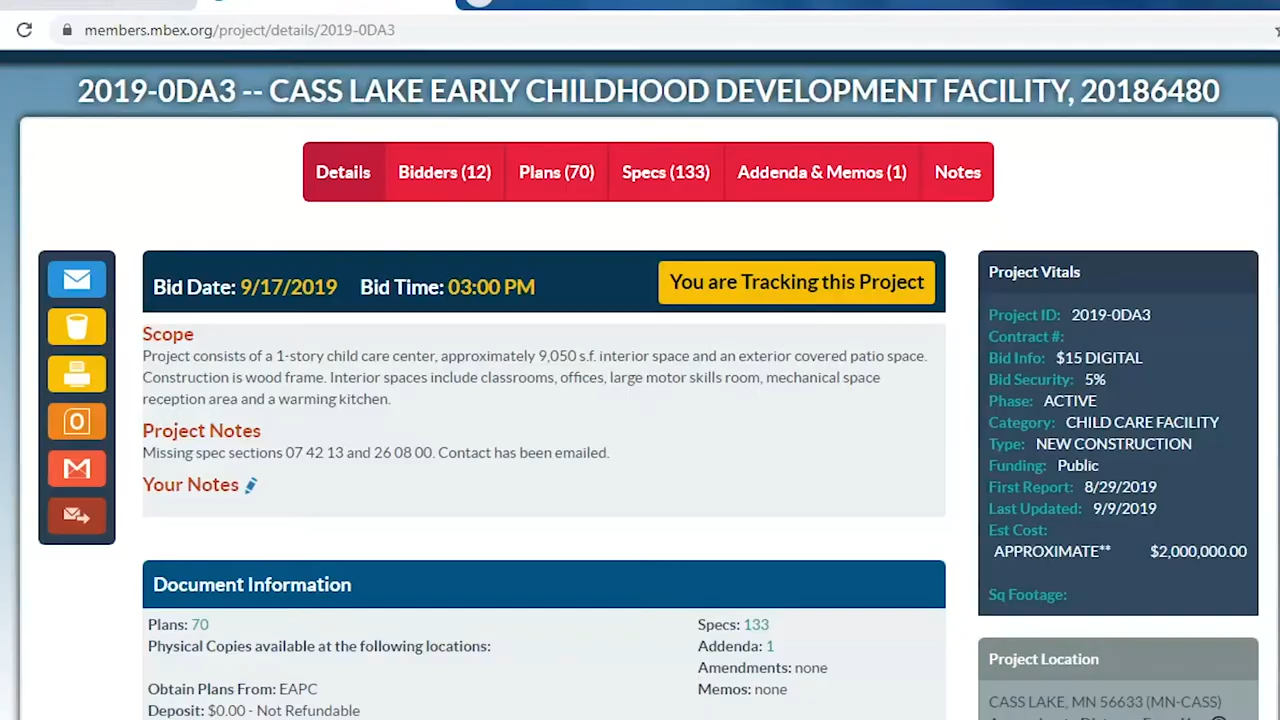 members.mbex.org/project/details/2019-0DA3
2019-0DA3 -- CASS LAKE EARLY CHILDHOOD DEVELOPMENT FACILITY, 20186480
Details Bidders (12) Plans (70) Specs (133) Addenda & Memos (1) Notes
Bid Date: 9/17/2019 Bid Time: 03:00 PM You are Tracking this Project
Scope
Project consists of a 1-story child care center, approximately 9,050 s.f. interior space and an exterior covered patio space.
Construction is wood frame. Interior spaces include classrooms, offices, large motor skills room, mechanical space
reception area and a warming kitchen.
Project Notes
Missing spec sections 07 42 13 and 26 08 00. Contact has been emailed.
Your Notes
Document Information
Plans: 70
Physical Copies available at the following locations:
Obtain Plans From: EAPC
Deposit: $0.00 - Not Refundable
Specs: 133
Addenda: 1
Amendments: none
Memos: none
Project Vitals
Project ID: 2019-0DA3
Contract #:
Bid Info: $15 DIGITAL
Bid Security: 5%
Phase: ACTIVE
Category: CHILD CARE FACILITY
Type: NEW CONSTRUCTION
Funding: Public
First Report: 8/29/2019
Last Updated: 9/9/2019
Est Cost:
APPROXIMATE** $2,000,000.00
Sq Footage:
Project Location
CASS LAKE, MN 56633 (MN-CASS)